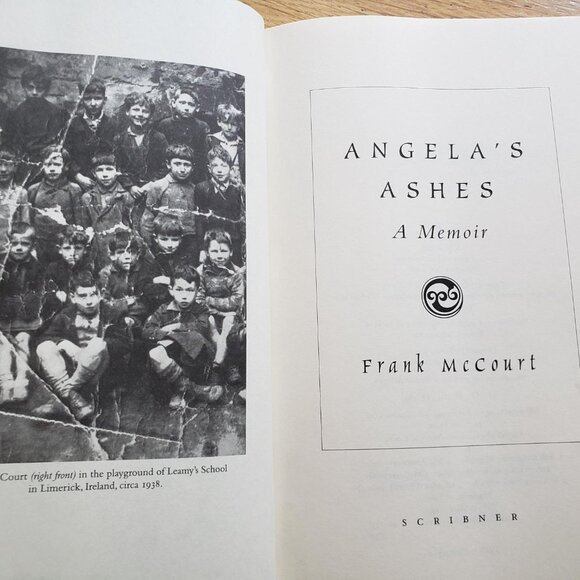 Court (right front) in the playground of Leamy's School
in Limerick, Ireland, circa 1938.
ANGELA'S
ASHES
A Memoir
Frank McCourt
SCRIBNER